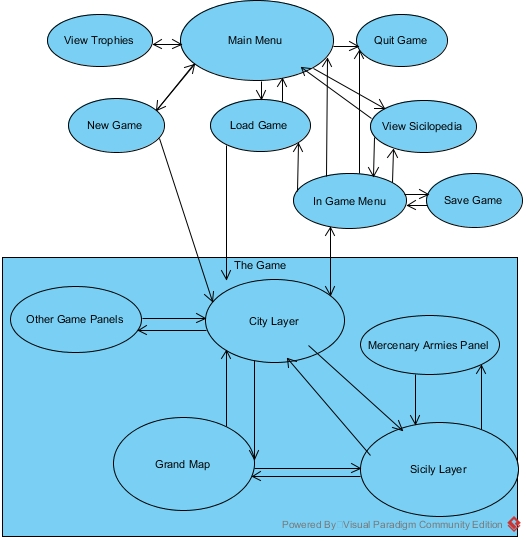 View Trophies
Main Menu
Quit Game
New Game
Load Game
View Sicilopedia
In Game Menu
Save Game
The Game
Other Game Panels
City Layer
Mercenary Armies Panel
Grand Map
Sicily Layer
Powered By Visual Paradigm Community Edition